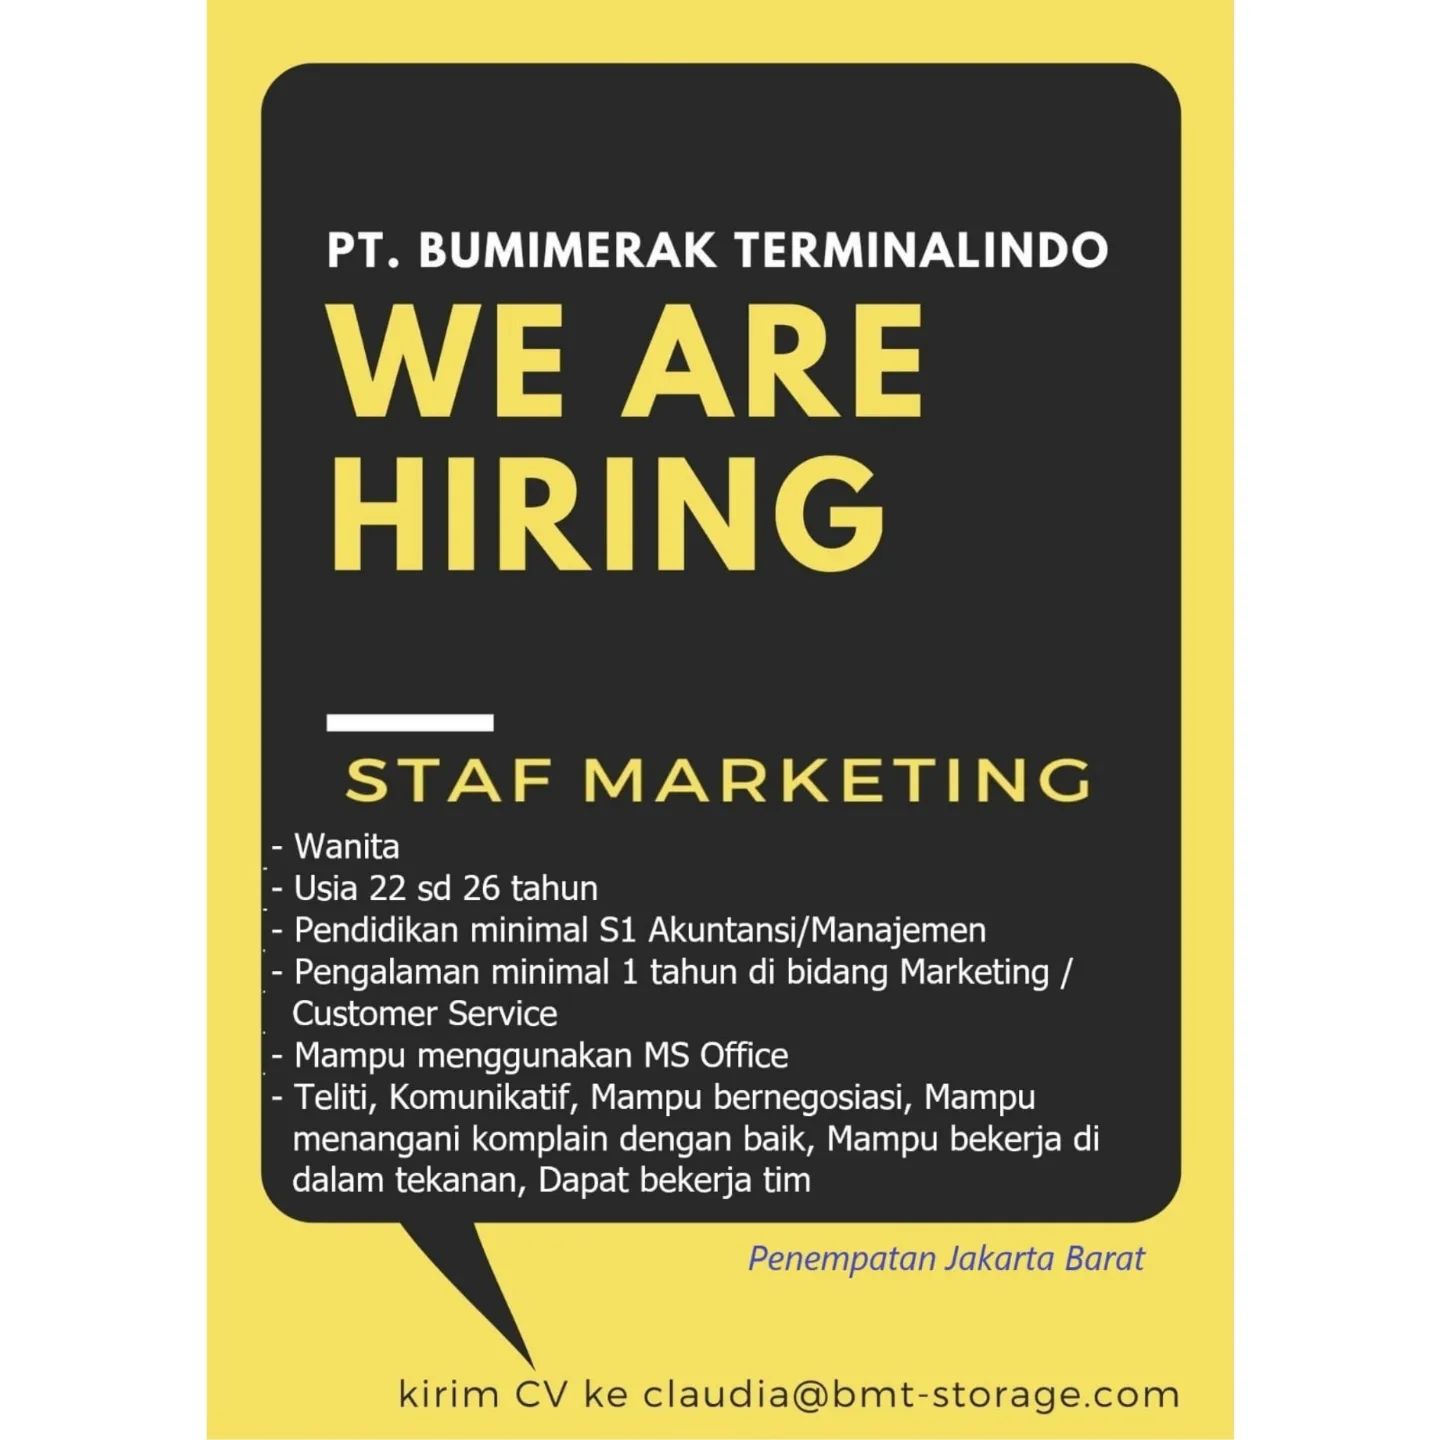 PT. BUMIMERAK TERMINALINDO
WE ARE
HIRING
STAF MARKETING
- Wanita
- Usia 22 sd 26 tahun
- Pendidikan minimal S1 Akuntansi/Manajemen
- Pengalaman minimal 1 tahun di bidang Marketing /
Customer Service
- Mampu menggunakan MS Office
- Teliti, Komunikatif, Mampu bernegosiasi, Mampu
menangani komplain dengan baik, Mampu bekerja di
dalam tekanan, Dapat bekerja tim
Penempatan Jakarta Barat
kirim CV ke claudia@bmt-storage.com